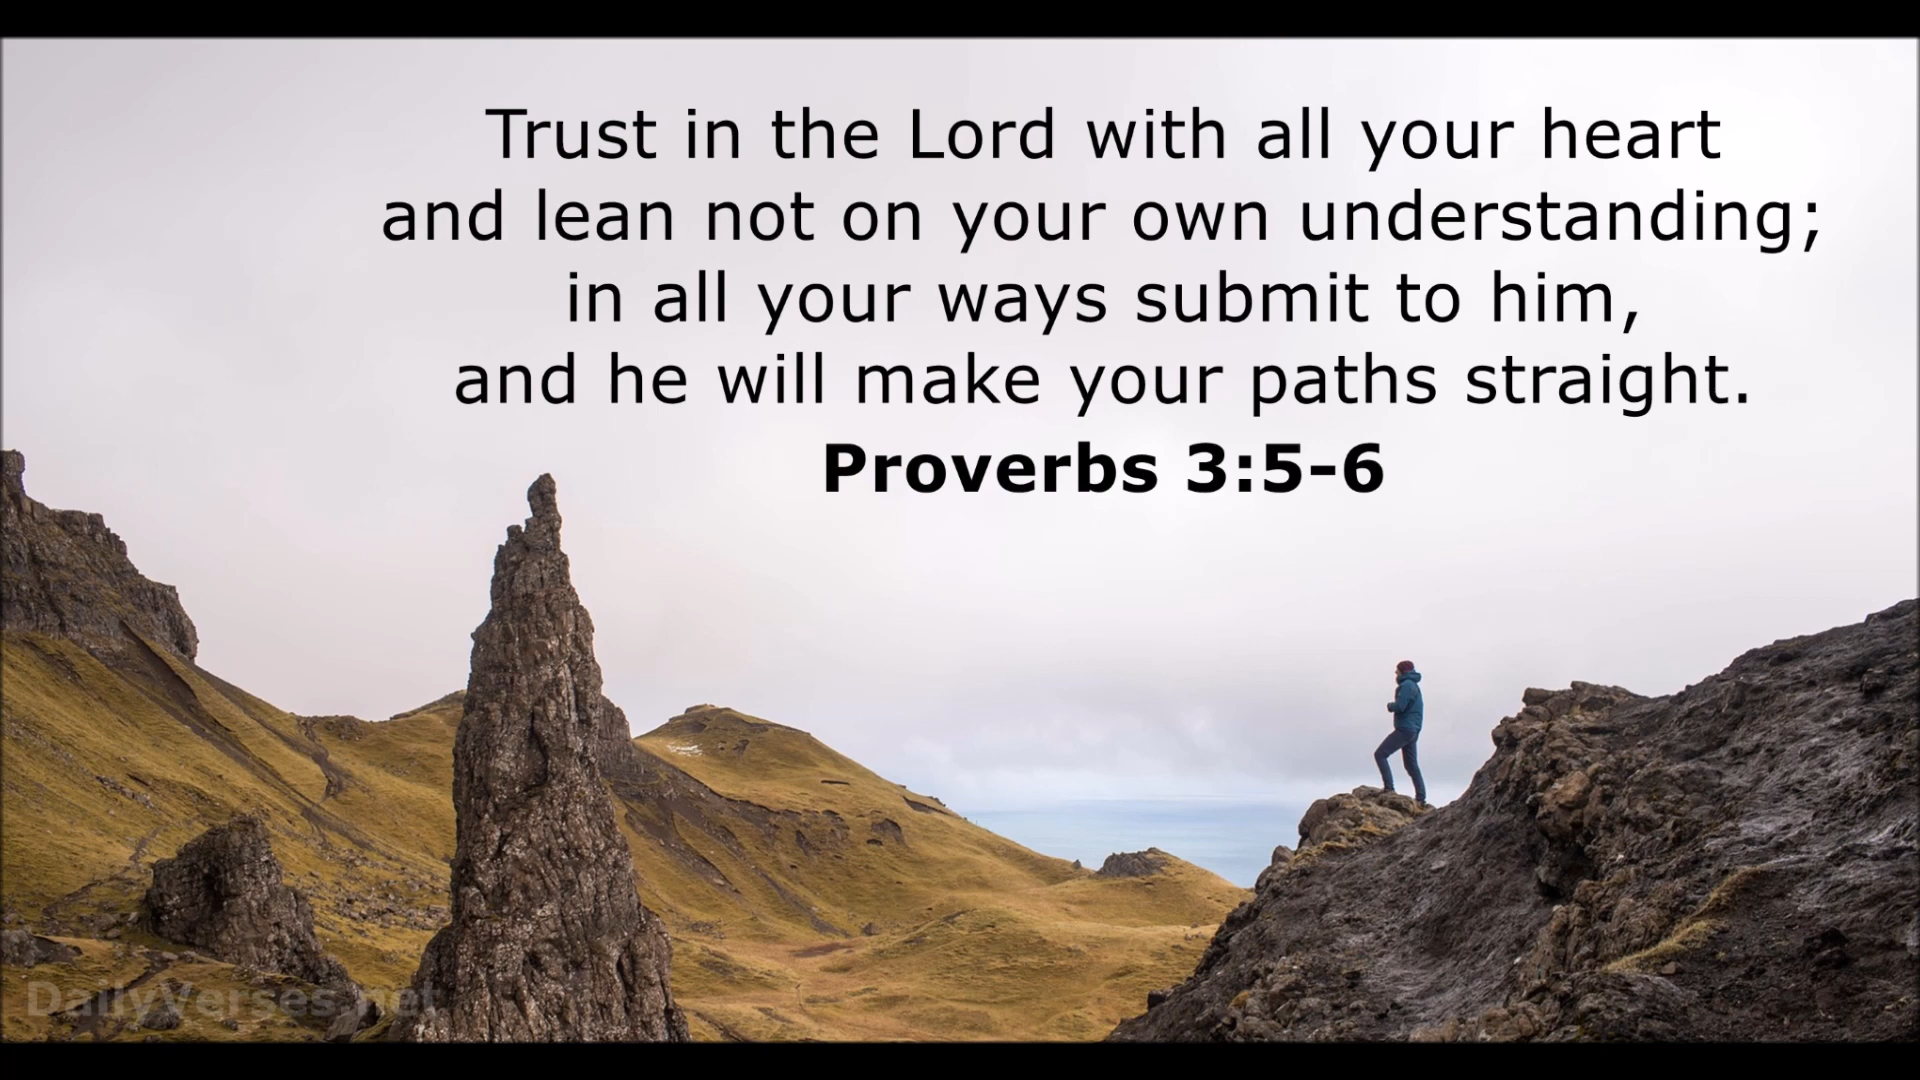 Trust in the Lord with all your heart
and lean not on your own understanding;
in all your ways submit to him,
and he will make your paths straight.
Proverbs 3:5-6
DailyVerses.net